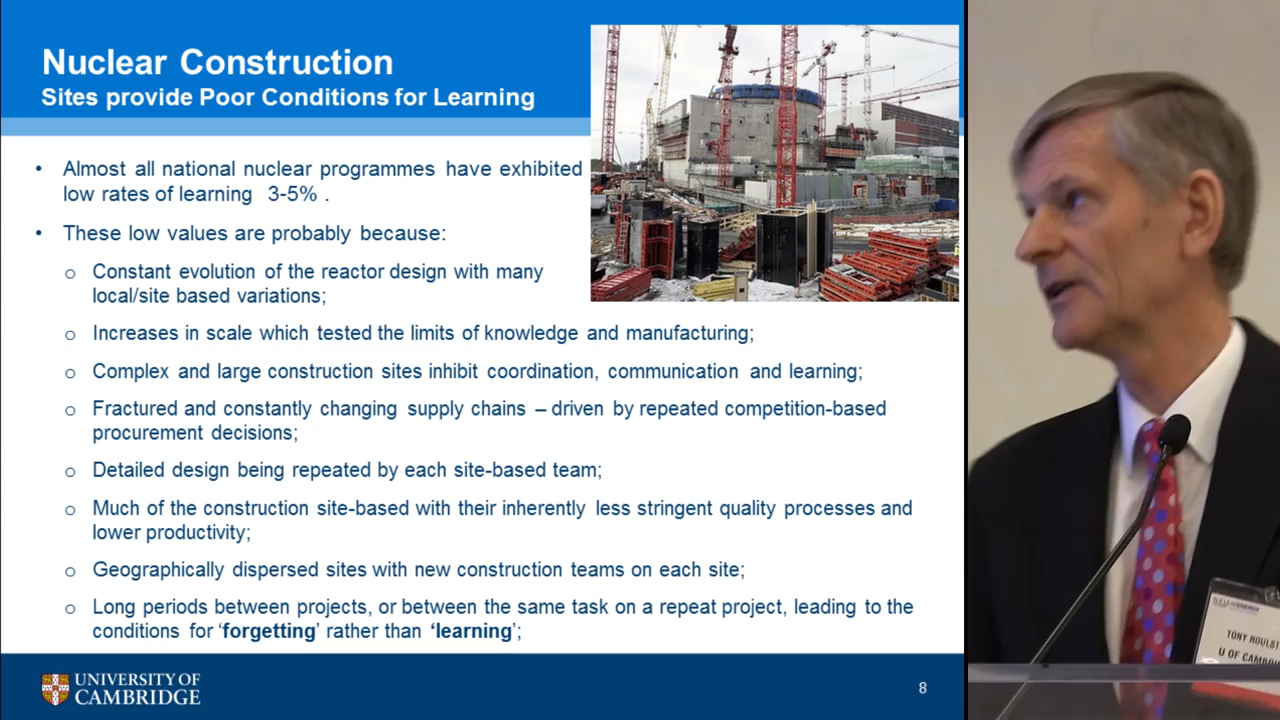 Nuclear Construction
Sites provide Poor Conditions for Learning
• Almost all national nuclear programmes have exhibited
low rates of learning 3-5% .
• These low values are probably because:
o Constant evolution of the reactor design with many
local/site based variations;
o Increases in scale which tested the limits of knowledge and manufacturing;
o Complex and large construction sites inhibit coordination, communication and learning;
o Fractured and constantly changing supply chains – driven by repeated competition-based
procurement decisions;
o Detailed design being repeated by each site-based team;
o Much of the construction site-based with their inherently less stringent quality processes and
lower productivity;
o Geographically dispersed sites with new construction teams on each site;
o Long periods between projects, or between the same task on a repeat project, leading to the
conditions for ‘forgetting’ rather than ‘learning’;
UNIVERSITY OF
CAMBRIDGE
8
TONY
U OF